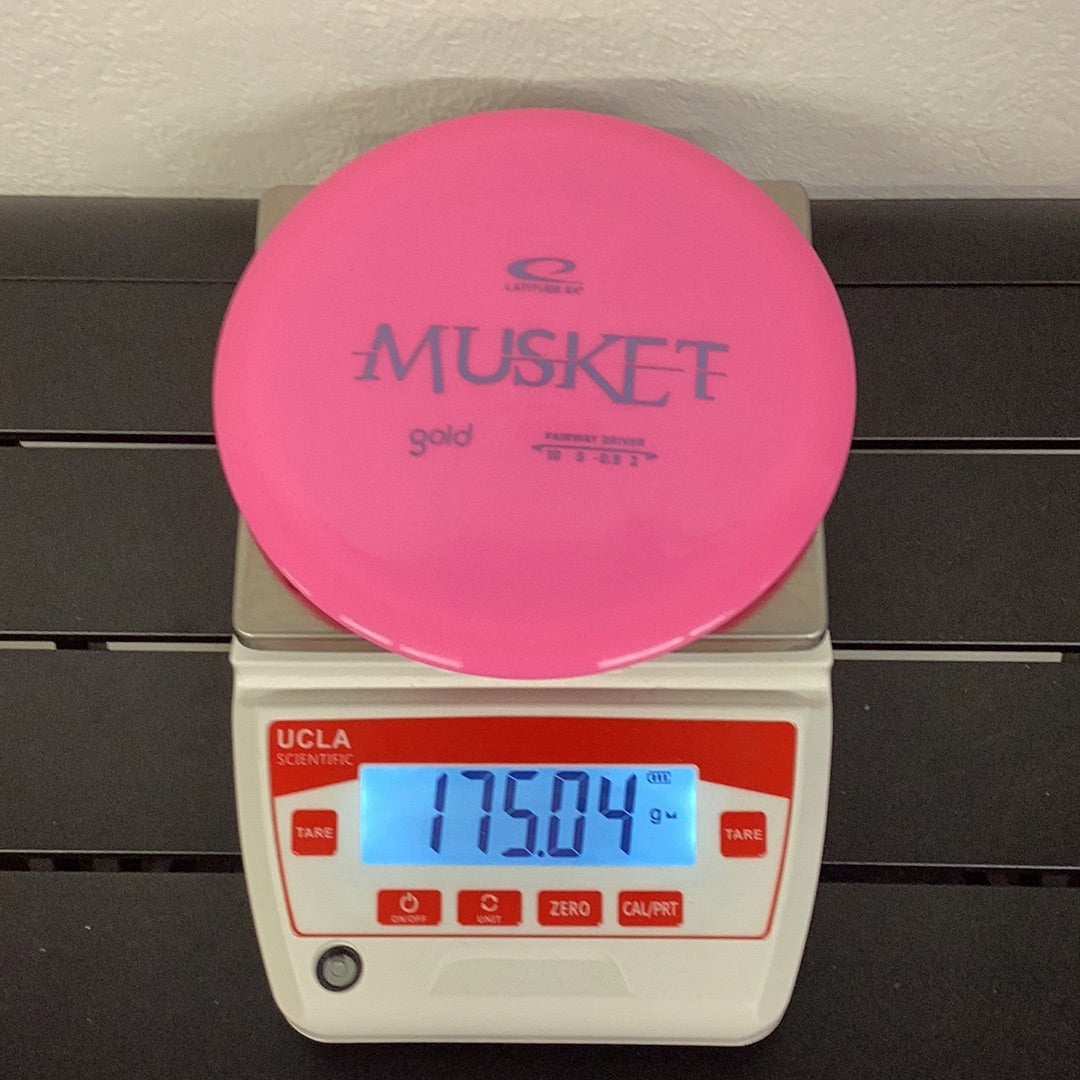 LATITUDE 64°
MUSKET
gold
FAIRWAY DRIVER
10 5 -0.5 2
UCLA
SCIENTIFIC
175.04 g
TARE
TARE
ON/OFF
UNIT
ZERO
CAL/PRT